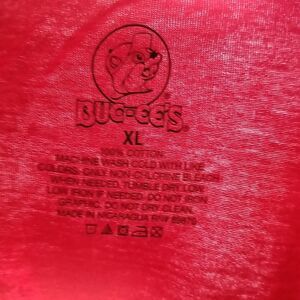 BUC-EE'S®
XL
100% COTTON
MACHINE WASH COLD WITH LIKE
COLORS. ONLY NON-CHLORINE BLEACH
WHEN NEEDED. TUMBLE DRY LOW.
LOW IRON IF NEEDED. DO NOT IRON
GRAPHIC. DO NOT DRY CLEAN.
MADE IN NICARAGUA RN#